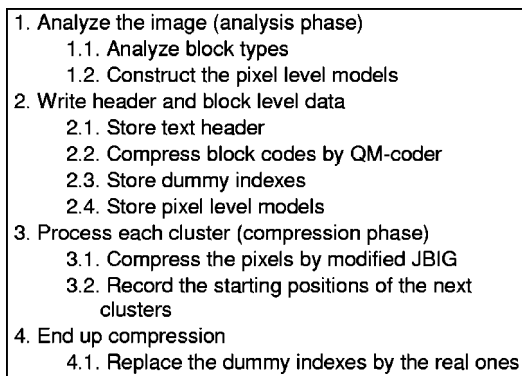 1. Analyze the image (analysis phase)
1.1. Analyze block types
1.2. Construct the pixel level models
2. Write header and block level data
2.1. Store text header
2.2. Compress block codes by QM-coder
2.3. Store dummy indexes
2.4. Store pixel level models
3. Process each cluster (compression phase)
3.1. Compress the pixels by modified JBIG
3.2. Record the starting positions of the next
clusters
4. End up compression
4.1. Replace the dummy indexes by the real ones